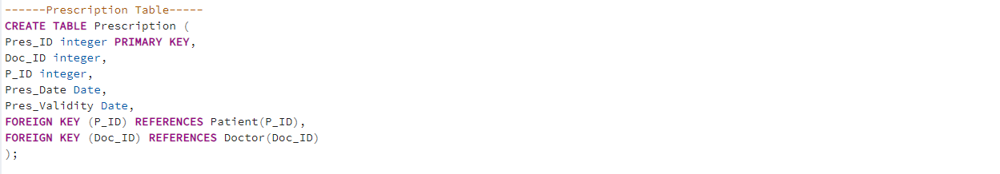 ------Prescription Table-----
CREATE TABLE Prescription (
Pres_ID integer PRIMARY KEY,
Doc_ID integer,
P_ID integer,
Pres_Date Date,
Pres_Validity Date,
FOREIGN KEY (P_ID) REFERENCES Patient(P_ID),
FOREIGN KEY (Doc_ID) REFERENCES Doctor(Doc_ID)
);